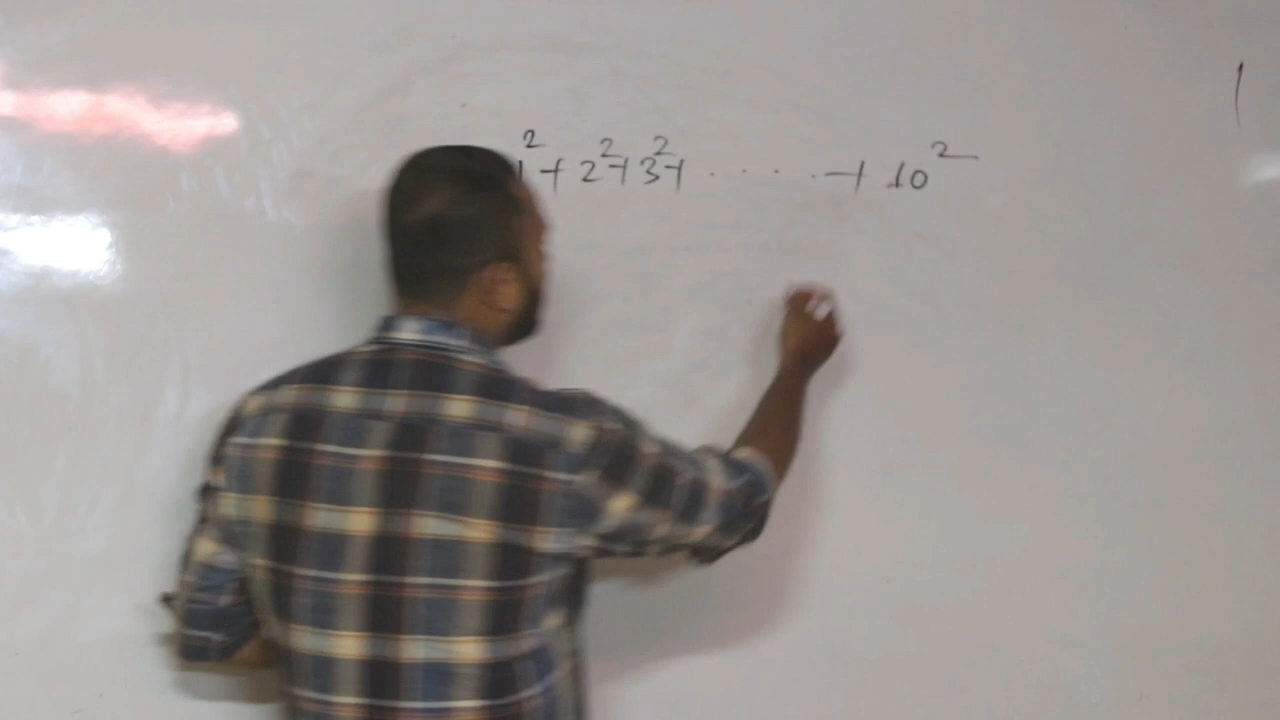 1² + 2² + 3² + . . . . . + 10²